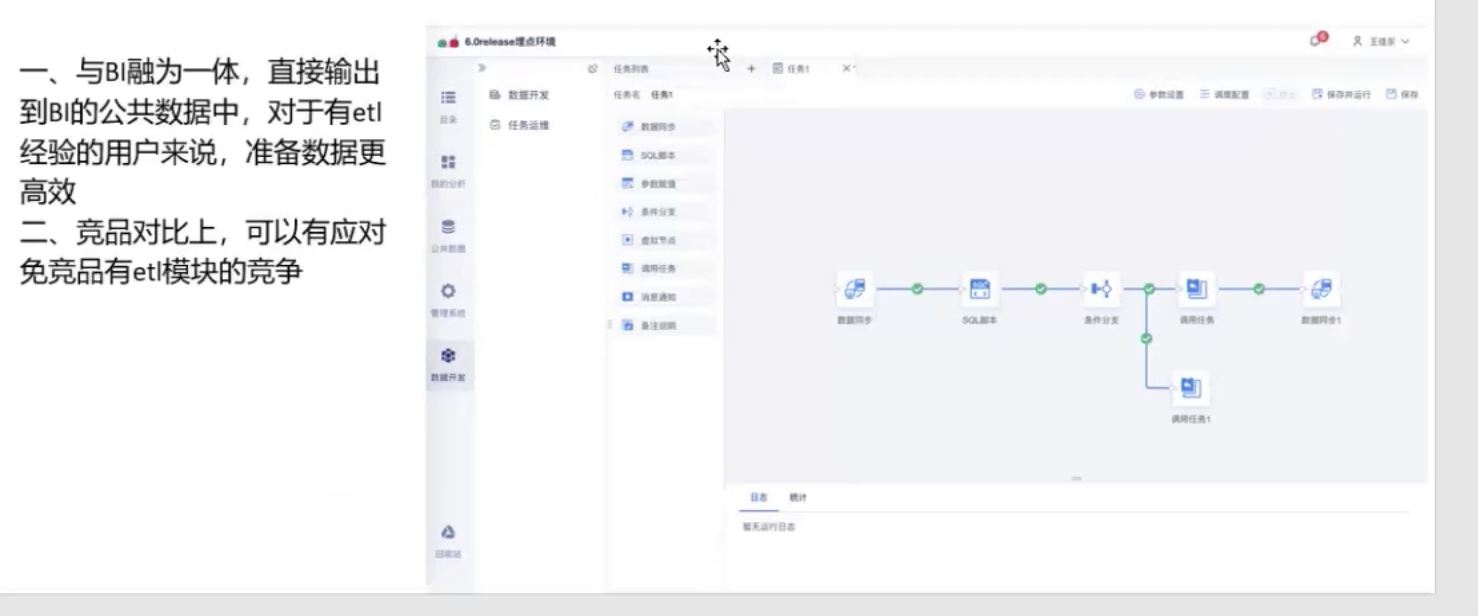 一、与BI融为一体，直接输出
到BI的公共数据中，对于有etl
经验的用户来说，准备数据更
高效
二、竞品对比上，可以有应对
免竞品有etl模块的竞争
6.0release埋点环境
6
王佳东
目录
我的分析
公共数据
管理系统
数据开发
回收站
数据开发
任务运维
任务列表
+
任务1
任务名 任务1
参数设置
调度配置
保存并运行
保存
数据同步
SQL脚本
参数赋值
条件分支
虚拟节点
调用任务
消息通知
备注说明
数据同步
SQL脚本
条件分支
调用任务
数据同步1
调用任务1
日志
统计
暂无运行日志